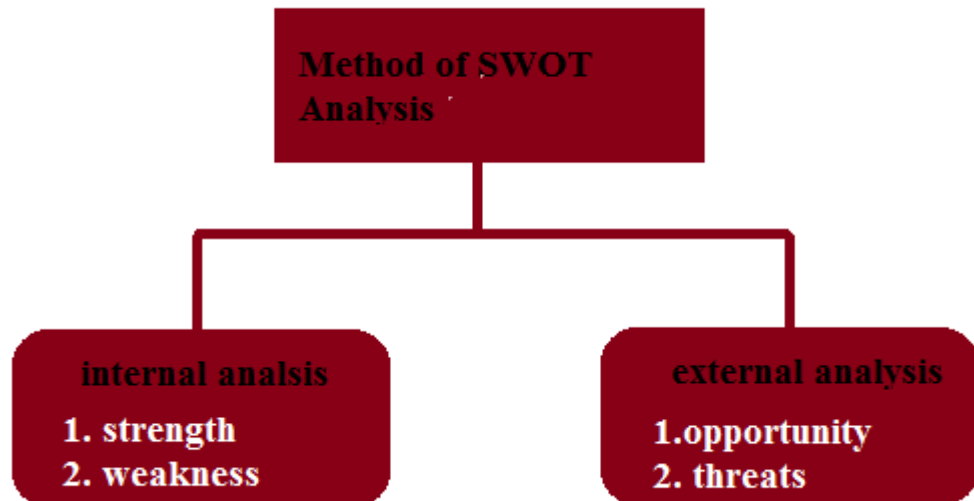 Method of SWOT
Analysis
internal analsis
1. strength
2. weakness
external analysis
1.opportunity
2. threats